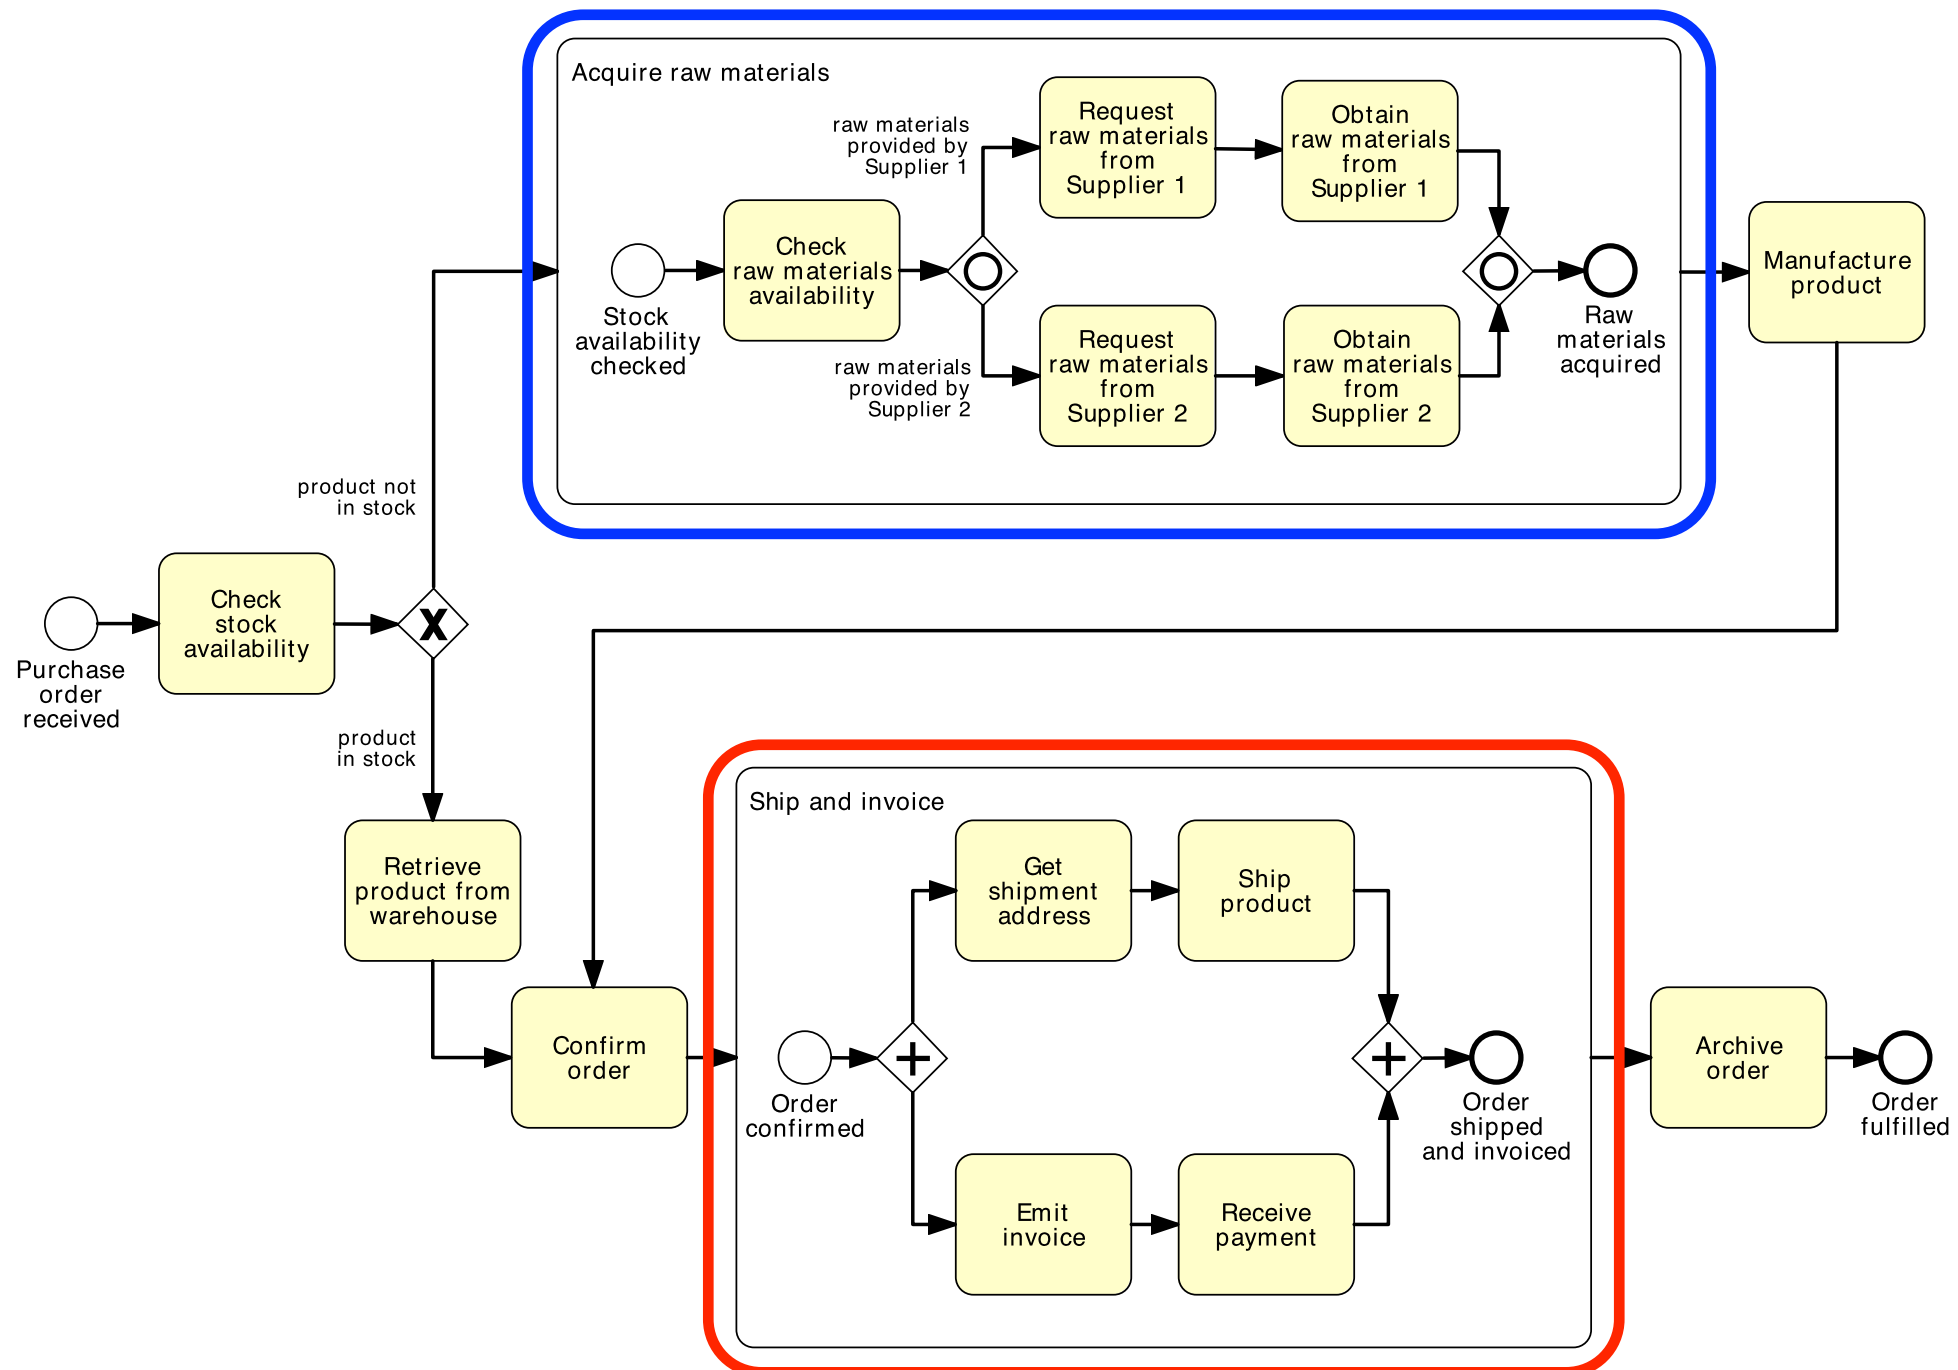 Acquire raw materials
raw materials
provided by
Supplier 1
Request
raw materials
from
Supplier 1
Obtain
raw materials
from
Supplier 1
Check
raw materials
availability
Stock
availability
checked
raw materials
provided by
Supplier 2
Request
raw materials
from
Supplier 2
Obtain
raw materials
from
Supplier 2
Raw
materials
acquired
Manufacture
product
product not
in stock
Purchase
order
received
Check
stock
availability
X
product
in stock
Retrieve
product from
warehouse
Confirm
order
Ship and invoice
Order
confirmed
Get
shipment
address
Ship
product
Emit
invoice
Receive
payment
Order
shipped
and invoiced
Archive
order
Order
fulfilled